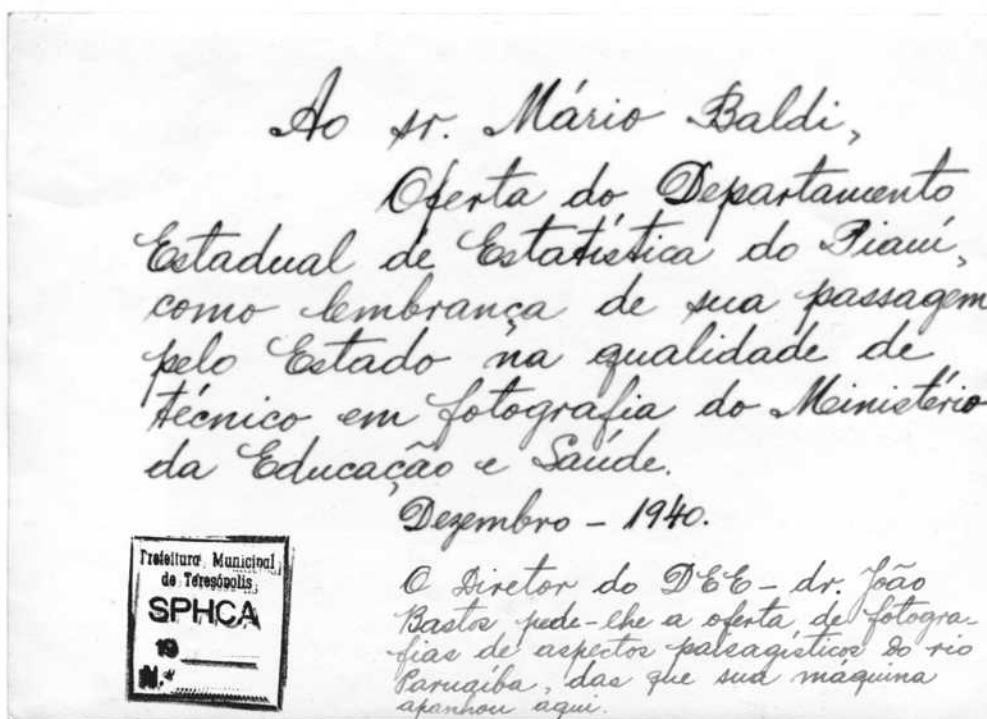 Ao sr. Mário Baldi,
Oferta do Departamento
Estadual de Estatística do Piauí,
como lembrança de sua passagem
pelo Estado na qualidade de
técnico em fotografia do Ministério
da Educação e Saúde.
Dezembro - 1940.
O Diretor do DEE - dr. João
Bastos pede-lhe a oferta de fotogra-
fias de aspectos paisagísticos do rio
Parnaíba, das que sua máquina
apanhou aqui.
Prefeitura Municipal
de Teresópolis
SPHCA
19
N.º